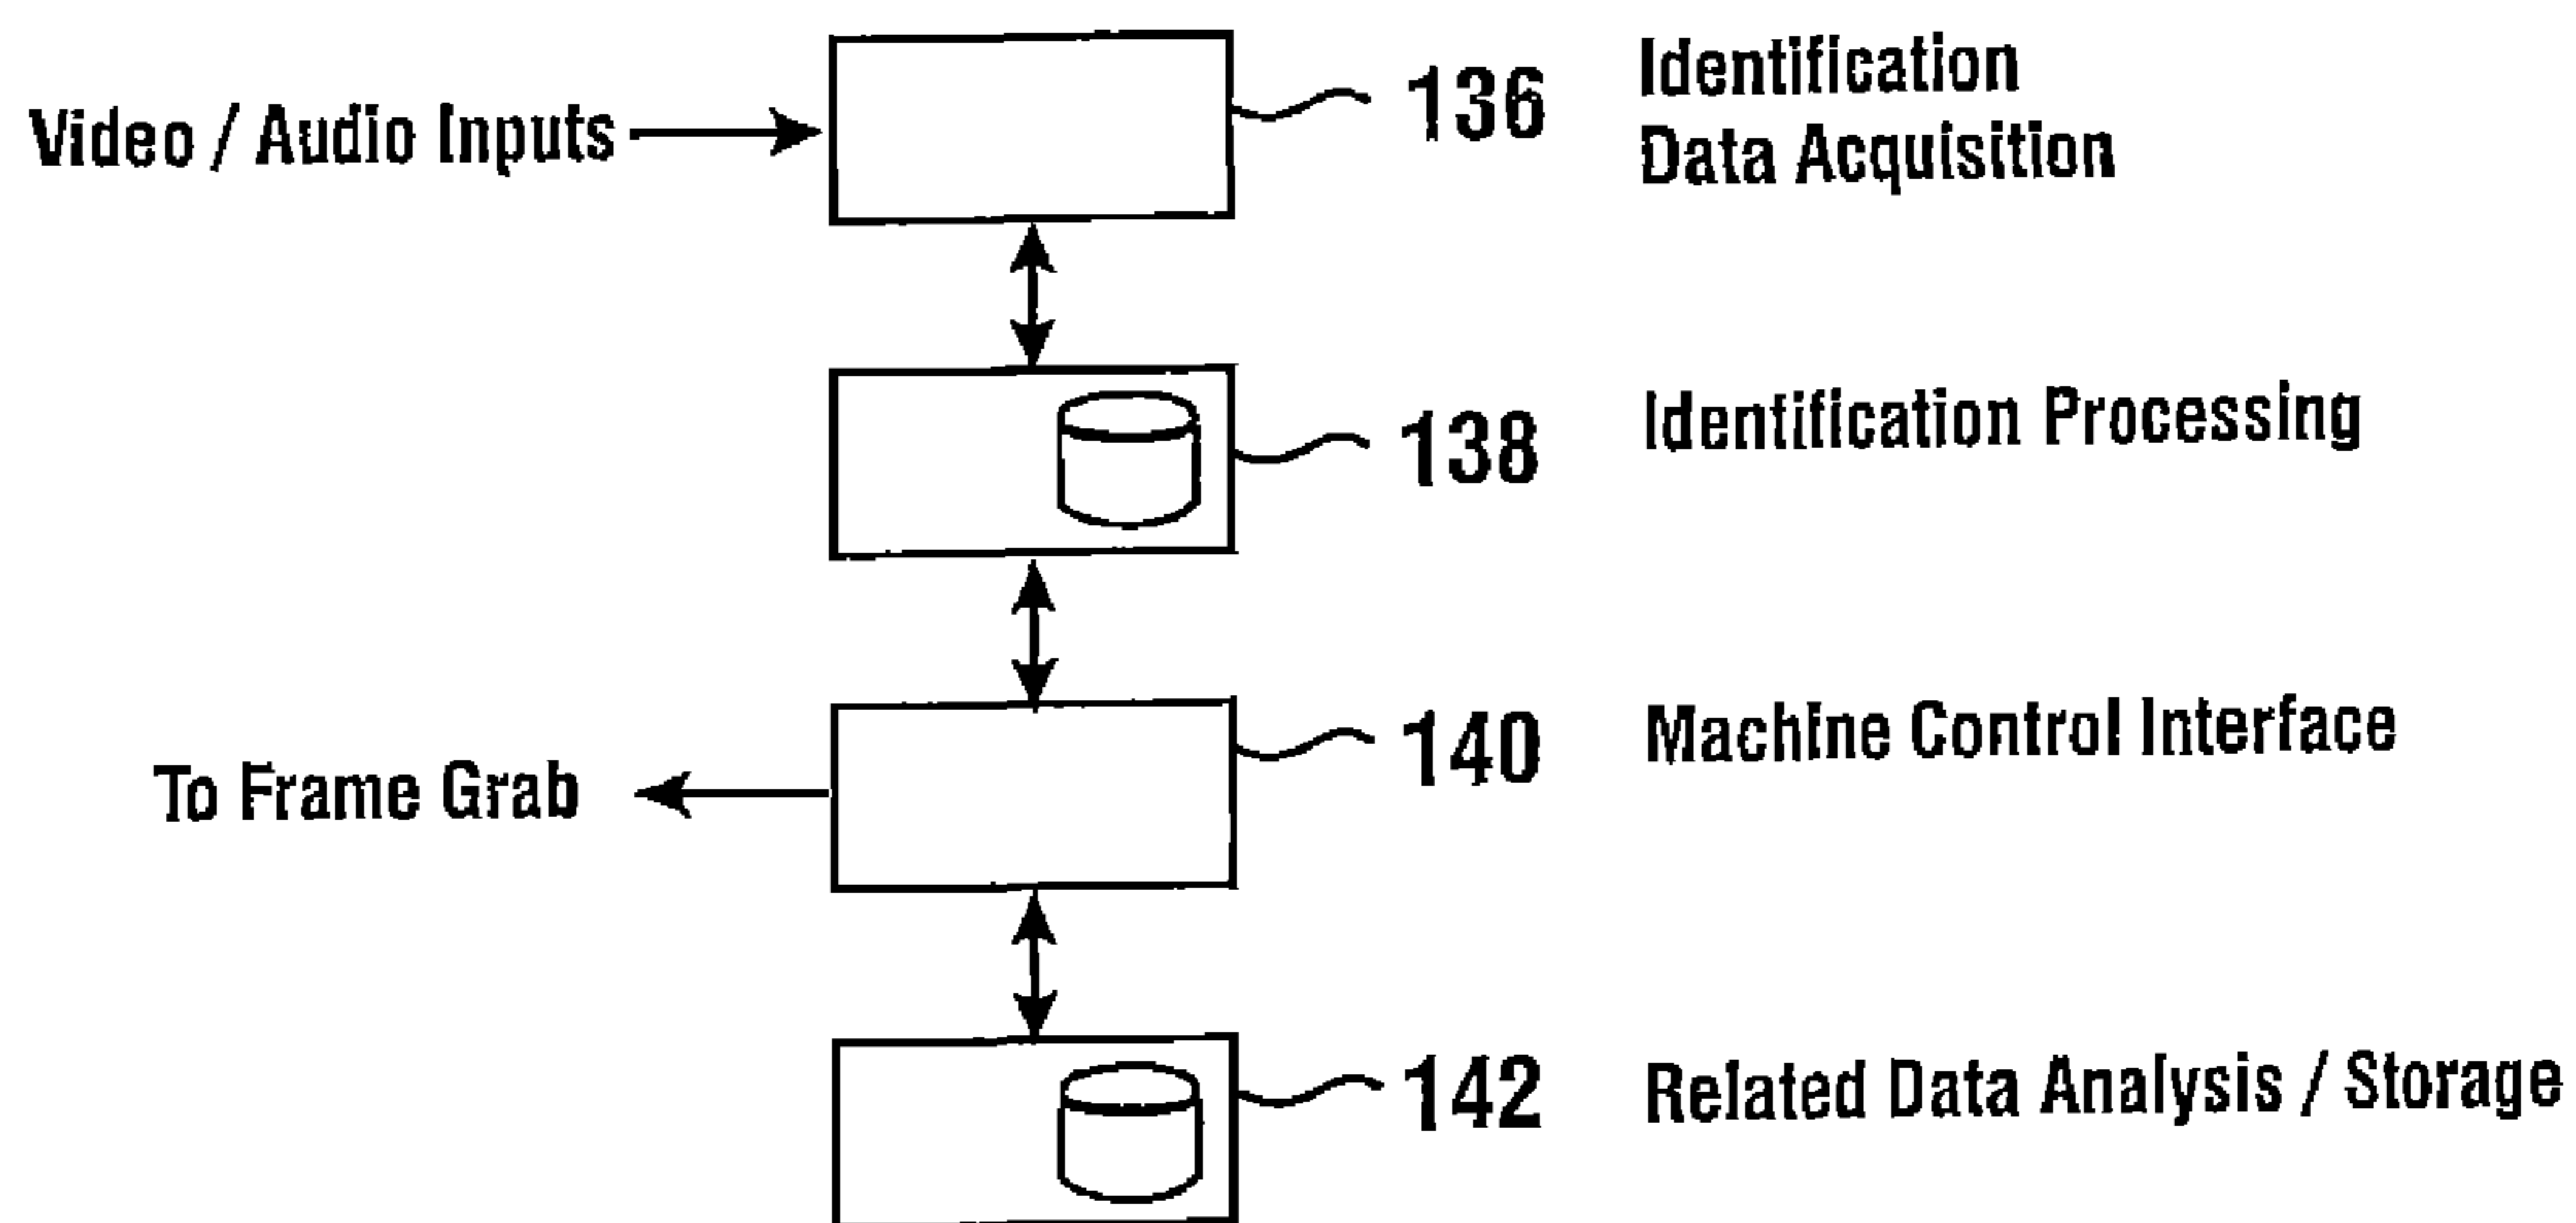 Video / Audio Inputs
136
Identification
Data Acquisition
138
Identification Processing
To Frame Grab
140
Machine Control Interface
142
Related Data Analysis / Storage